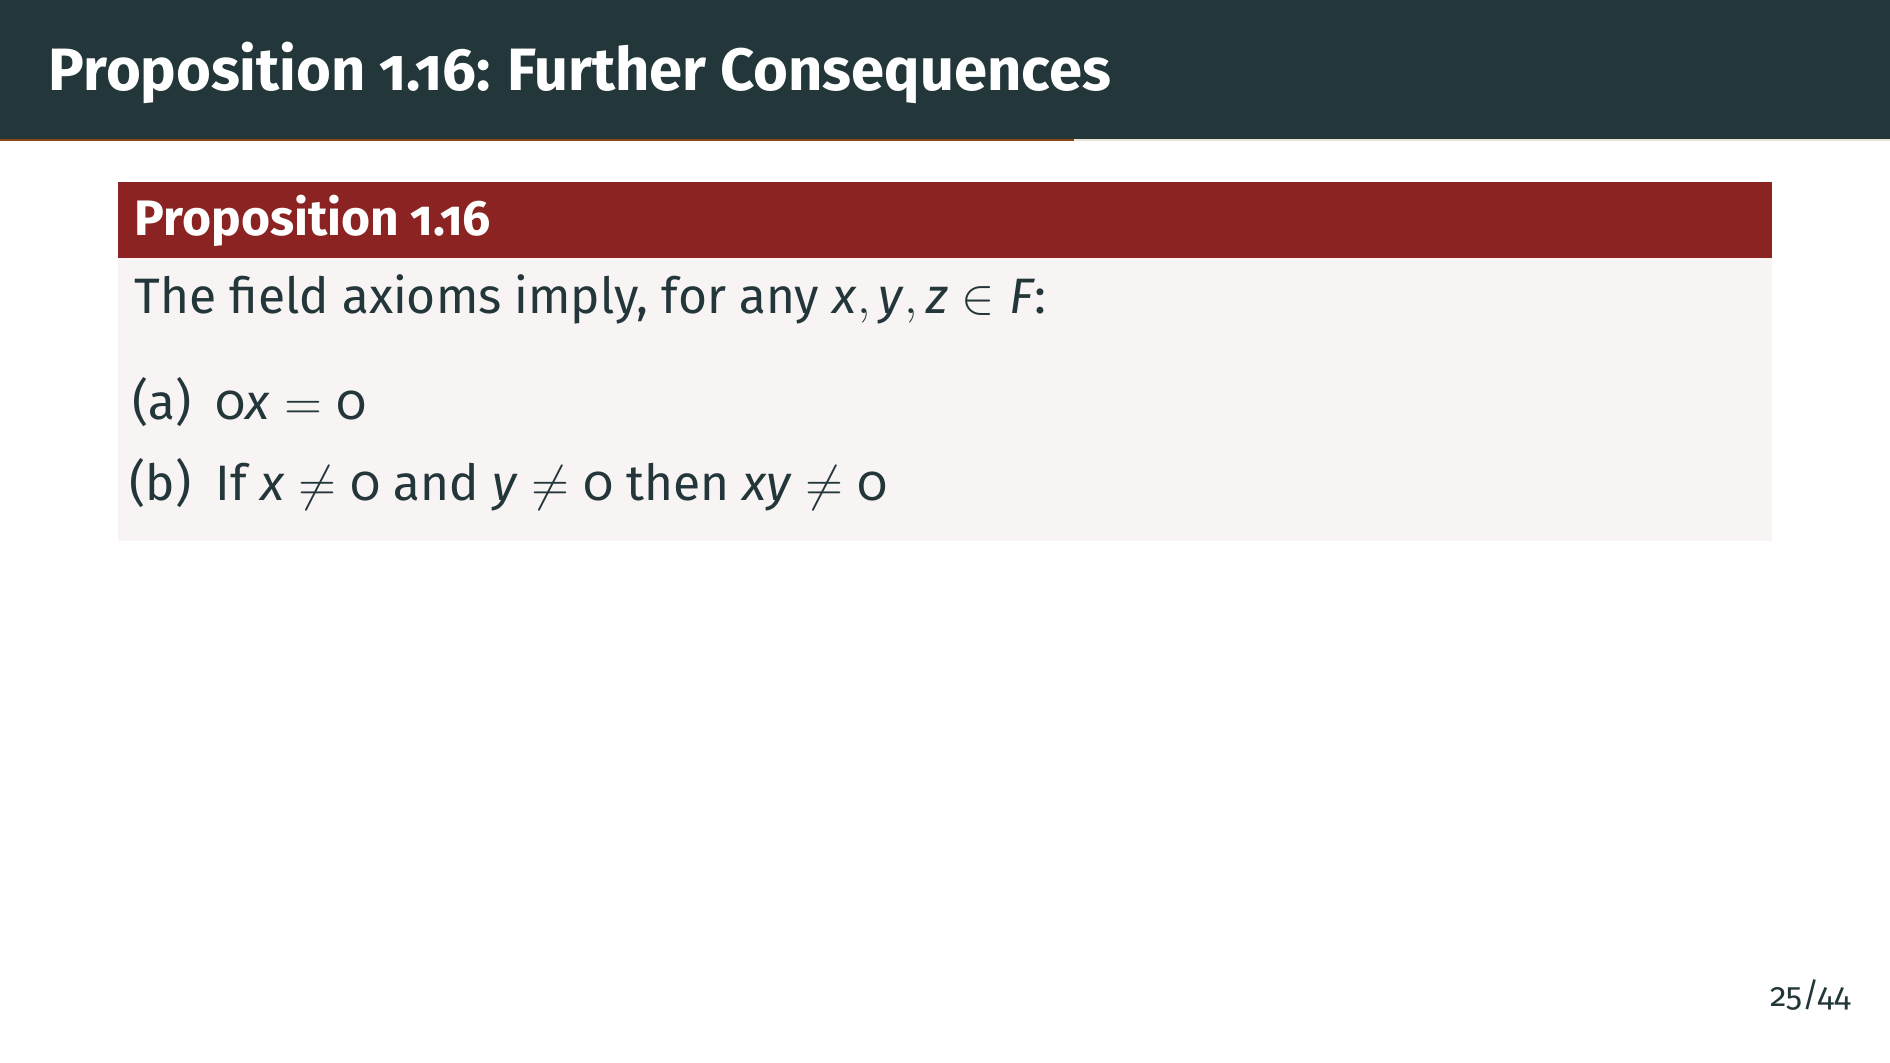 Proposition 1.16: Further Consequences
Proposition 1.16
The field axioms imply, for any x, y, z ∈ F:
(a) 0x = 0
(b) If x ≠ 0 and y ≠ 0 then xy ≠ 0
25/44